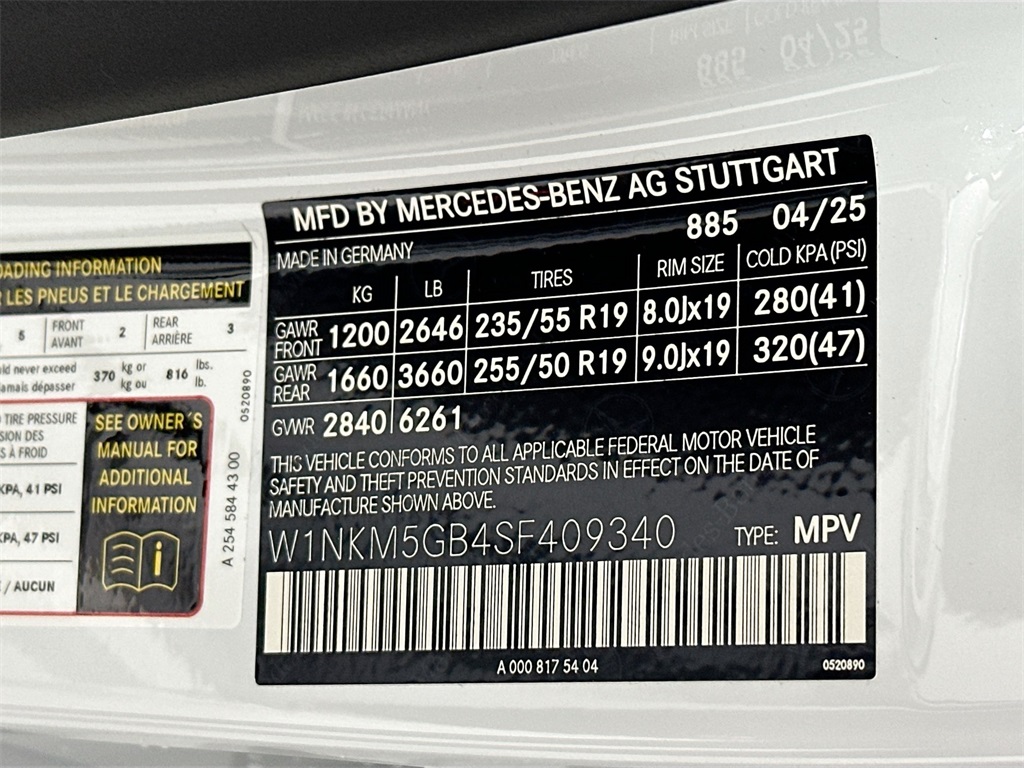 MFD BY MERCEDES-BENZ AG STUTTGART
MADE IN GERMANY 885 04/25
KG LB TIRES RIM SIZE COLD KPA (PSI)
GAWR FRONT 1200 2646 235/55 R19 8.0Jx19 280(41)
GAWR REAR 1660 3660 255/50 R19 9.0Jx19 320(47)
GVWR 2840 6261
THIS VEHICLE CONFORMS TO ALL APPLICABLE FEDERAL MOTOR VEHICLE
SAFETY AND THEFT PREVENTION STANDARDS IN EFFECT ON THE DATE OF
MANUFACTURE SHOWN ABOVE.
W1NKM5GB4SF409340 TYPE: MPV
A 000 817 54 04 0520890
INFORMATION
LES PNEUS ET LE CHARGEMENT
5 FRONT AVANT 2 REAR ARRIÈRE 3
never exceed 370 kg or 816 lbs.
dépasser kg ou lb.
TIRE PRESSURE
DES
À FROID
KPA, 41 PSI
KPA, 47 PSI
/ AUCUN
SEE OWNER´S
MANUAL FOR
ADDITIONAL
INFORMATION
i
0520890
A 254 584 43 00
885 04/25